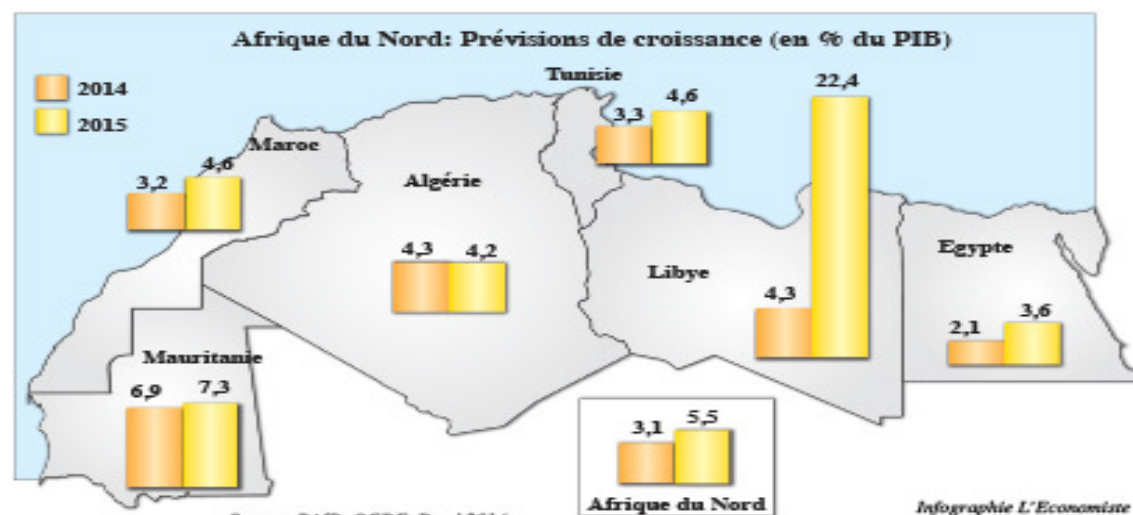 Afrique du Nord: Prévisions de croissance (en % du PIB)
2014
2015
Tunisie
3,3
4,6
22,4
Maroc
3,2
4,6
Algérie
4,3
4,2
Libye
4,3
Egypte
2,1
3,6
Mauritanie
6,9
7,3
3,1
5,5
Afrique du Nord
Infographie L'Economiste